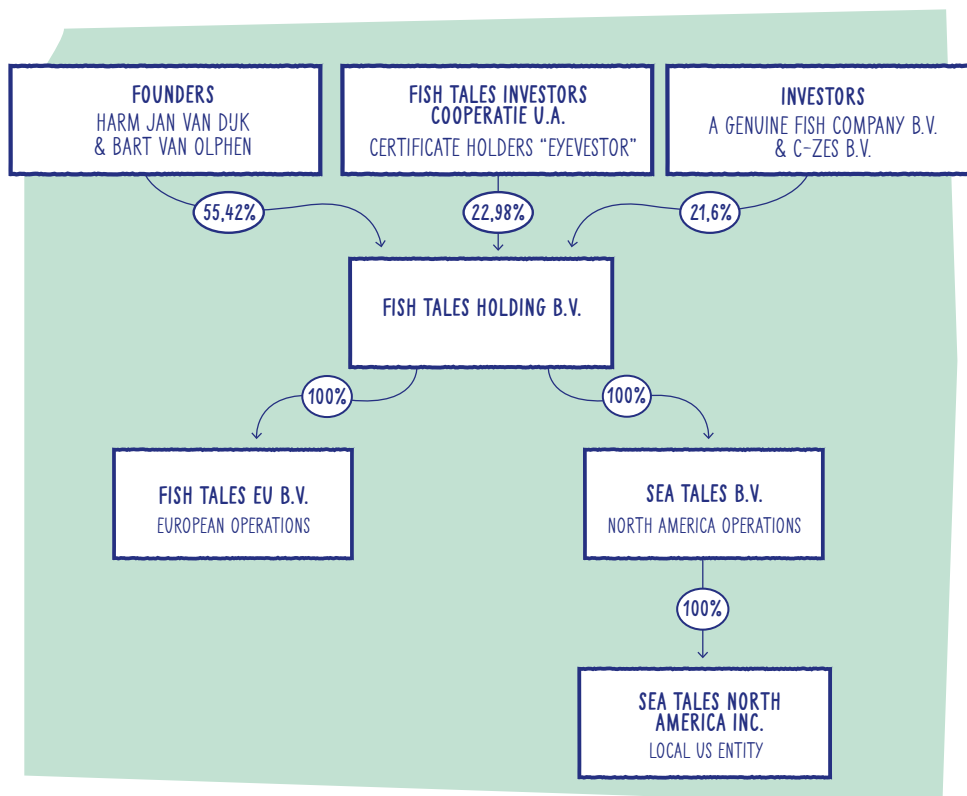 FOUNDERS
HARM JAN VAN DIJK
& BART VAN OLPHEN
FISH TALES INVESTORS
COOPERATIE U.A.
CERTIFICATE HOLDERS “EYEVESTOR”
INVESTORS
A GENUINE FISH COMPANY B.V.
& C-ZES B.V.
55,42%
22,98%
21,6%
FISH TALES HOLDING B.V.
100%
100%
FISH TALES EU B.V.
EUROPEAN OPERATIONS
SEA TALES B.V.
NORTH AMERICA OPERATIONS
100%
SEA TALES NORTH
AMERICA INC.
LOCAL US ENTITY